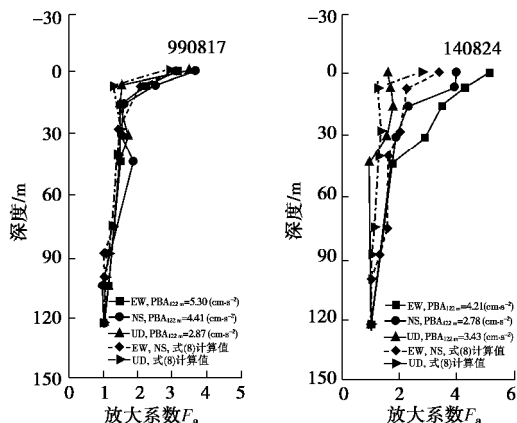 −30
990817
0
30
60
90
120
150
深度/m
EW, PBA₁₂₂ ₘ=5.30 (cm·s⁻²)
NS, PBA₁₂₂ ₘ=4.41 (cm·s⁻²)
UD, PBA₁₂₂ ₘ=2.87 (cm·s⁻²)
EW, NS, 式(8)计算值
UD, 式(8)计算值
0 1 2 3 4 5
放大系数Fₐ
−30
140824
0
30
60
90
120
150
深度/m
EW, PBA₁₂₂ ₘ=4.21 (cm·s⁻²)
NS, PBA₁₂₂ ₘ=2.78 (cm·s⁻²)
UD, PBA₁₂₂ ₘ=3.43 (cm·s⁻²)
EW, NS, 式(8)计算值
UD, 式(8)计算值
0 2 4 6
放大系数Fₐ